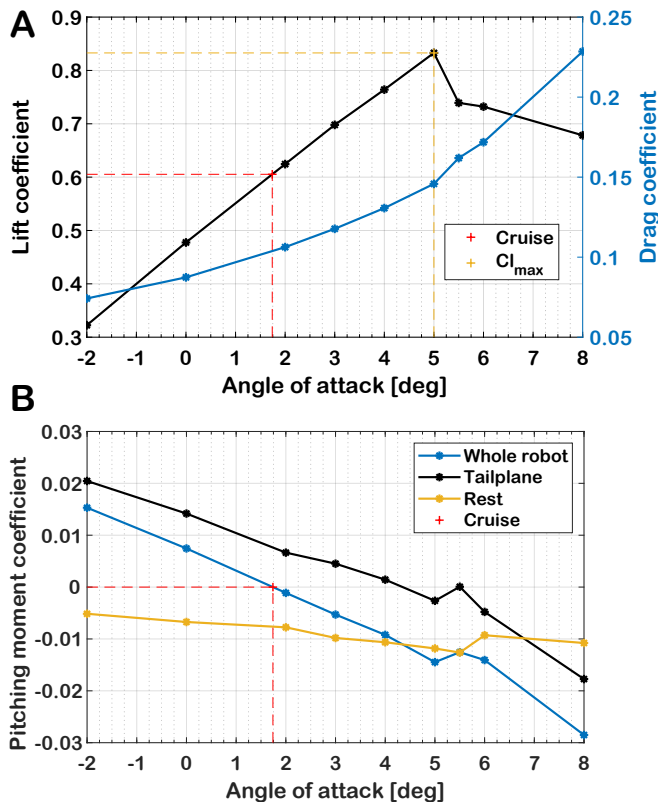 A
0.9
0.8
0.7
0.6
0.5
0.4
0.3
Lift coefficient
0.25
0.2
0.15
0.1
0.05
Drag coefficient
Cruise
Cl_max
-2 -1 0 1 2 3 4 5 6 7 8
Angle of attack [deg]
B
0.03
0.02
0.01
0
-0.01
-0.02
-0.03
Pitching moment coefficient
Whole robot
Tailplane
Rest
Cruise
-2 -1 0 1 2 3 4 5 6 7 8
Angle of attack [deg]